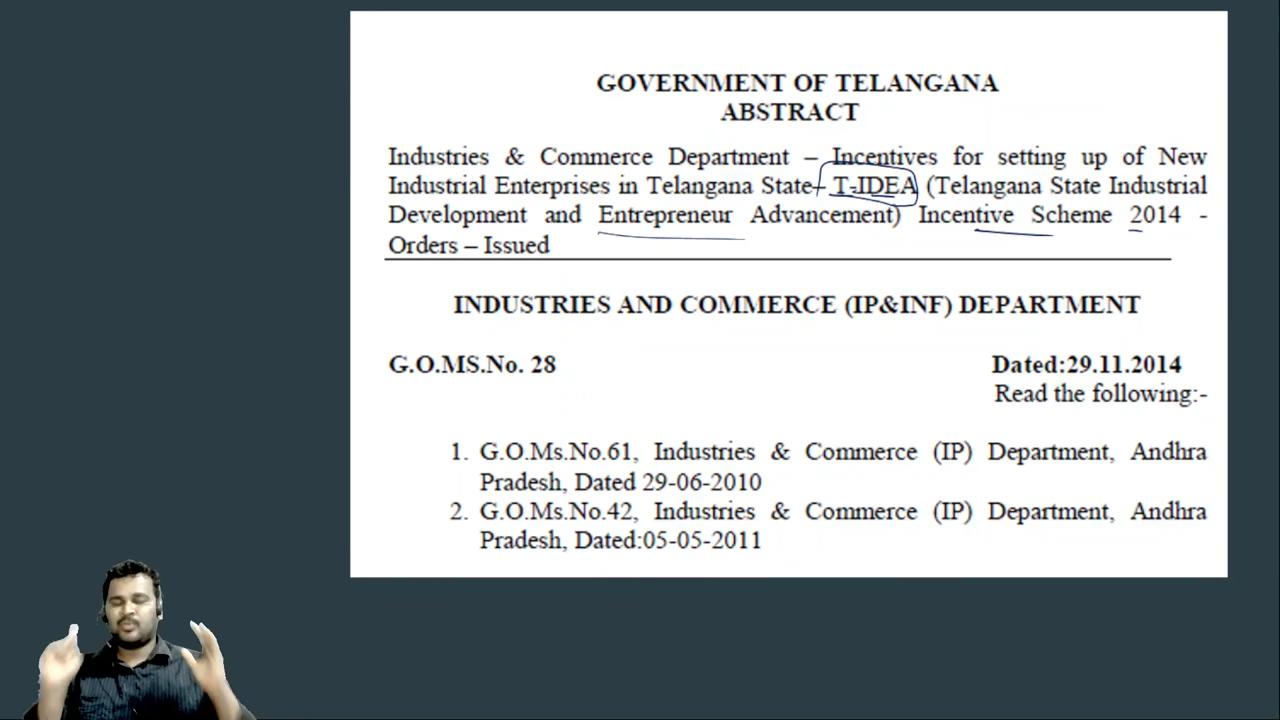 GOVERNMENT OF TELANGANA
ABSTRACT
Industries & Commerce Department – Incentives for setting up of New
Industrial Enterprises in Telangana State– T-IDEA (Telangana State Industrial
Development and Entrepreneur Advancement) Incentive Scheme 2014 -
Orders – Issued
INDUSTRIES AND COMMERCE (IP&INF) DEPARTMENT
G.O.MS.No. 28 Dated:29.11.2014
Read the following:-
1. G.O.Ms.No.61, Industries & Commerce (IP) Department, Andhra
Pradesh, Dated 29-06-2010
2. G.O.Ms.No.42, Industries & Commerce (IP) Department, Andhra
Pradesh, Dated:05-05-2011